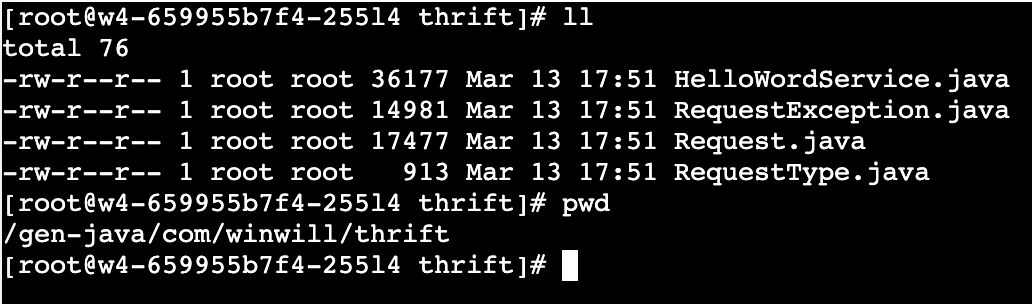 [root@w4-659955b7f4-255l4 thrift]# ll
total 76
-rw-r--r-- 1 root root 36177 Mar 13 17:51 HelloWordService.java
-rw-r--r-- 1 root root 14981 Mar 13 17:51 RequestException.java
-rw-r--r-- 1 root root 17477 Mar 13 17:51 Request.java
-rw-r--r-- 1 root root   913 Mar 13 17:51 RequestType.java
[root@w4-659955b7f4-255l4 thrift]# pwd
/gen-java/com/winwill/thrift
[root@w4-659955b7f4-255l4 thrift]#